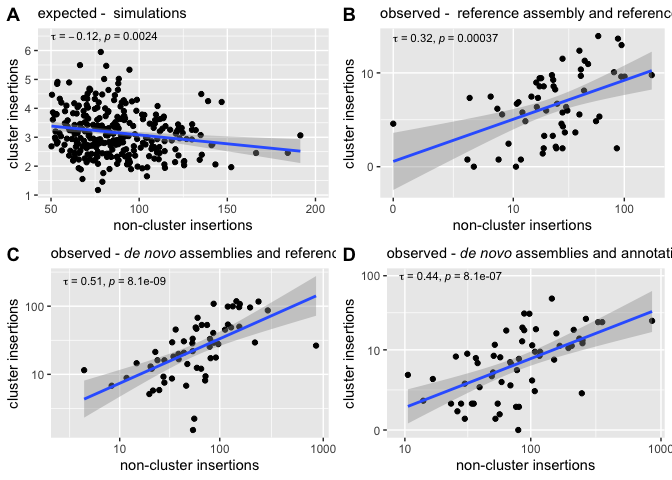 A expected - simulations
τ = − 0.12, p = 0.0024
cluster insertions
6
5
4
3
2
1
50 100 150 200
non-cluster insertions
B observed - reference assembly and
τ = 0.32, p = 0.00037
cluster insertions
10
0
0 10 100
non-cluster insertions
C observed - de novo assemblies and
τ = 0.51, p = 8.1e-09
cluster insertions
100
10
10 100 1000
non-cluster insertions
D observed - de novo assemblies and
τ = 0.44, p = 8.1e-07
cluster insertions
100
10
0
10 100 1000
non-cluster insertions